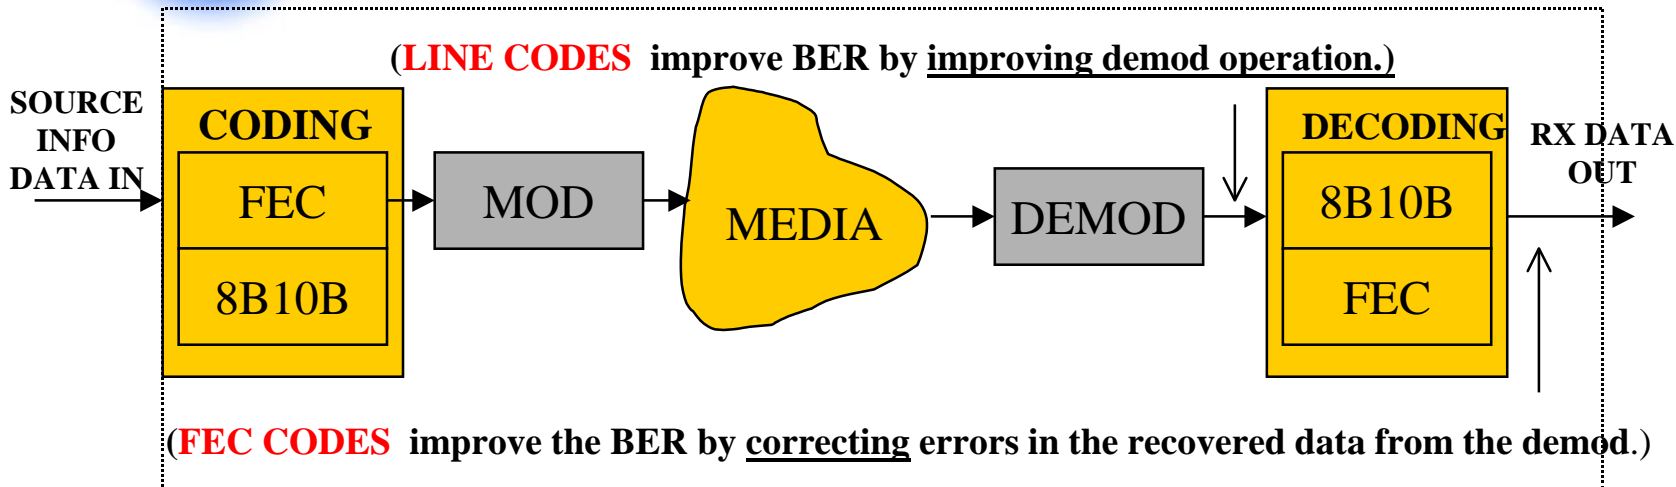 (LINE CODES improve BER by improving demod operation.)
SOURCE
INFO
DATA IN
CODING
FEC
8B10B
MOD
MEDIA
DEMOD
DECODING
8B10B
FEC
RX DATA
OUT
(FEC CODES improve the BER by correcting errors in the recovered data from the demod.)